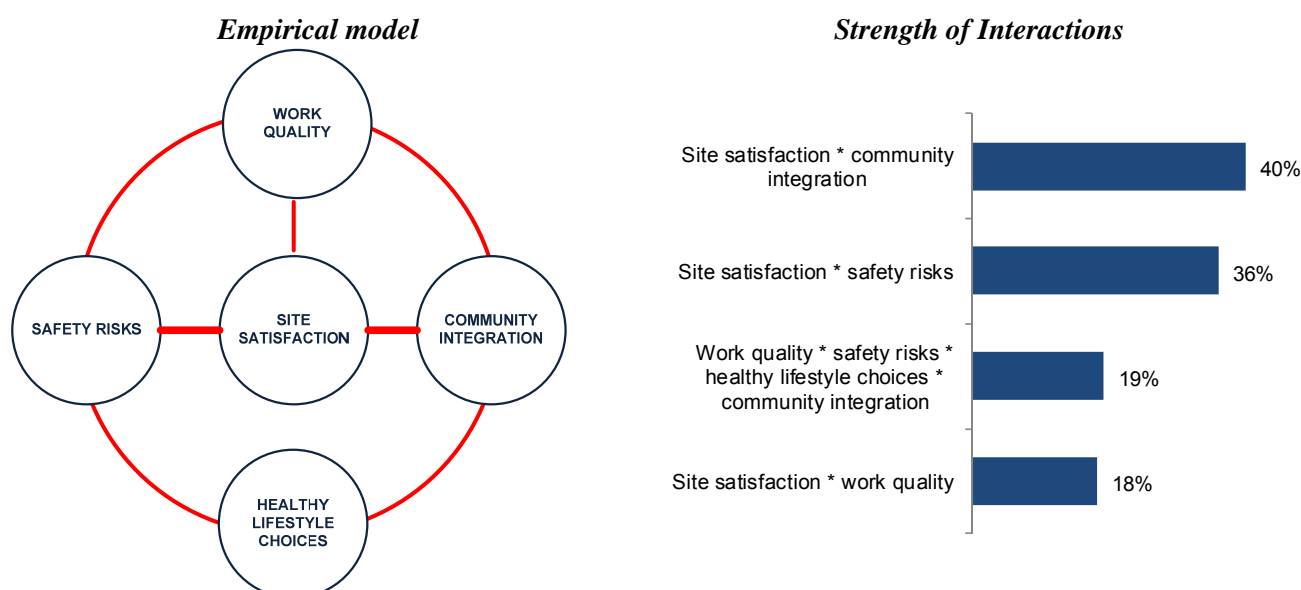 Empirical model
WORK
QUALITY
SAFETY RISKS
SITE
SATISFACTION
COMMUNITY
INTEGRATION
HEALTHY
LIFESTYLE
CHOICES
Strength of Interactions
Site satisfaction * community
integration
40%
Site satisfaction * safety risks
36%
Work quality * safety risks *
healthy lifestyle choices *
community integration
19%
Site satisfaction * work quality
18%